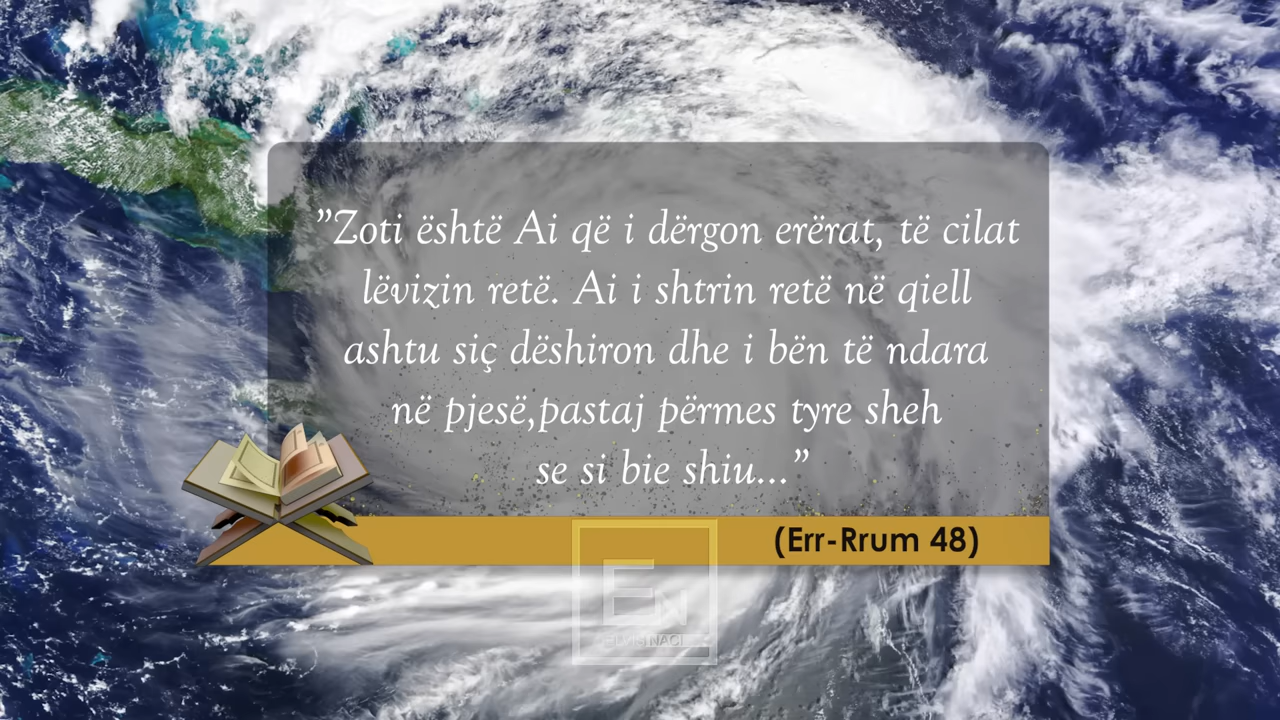 ”Zoti është Ai që i dërgon erërat, të cilat
lëvizin retë. Ai i shtrin retë në qiell
ashtu siç dëshiron dhe i bën të ndara
në pjesë,pastaj përmes tyre sheh
se si bie shiu...”
(Err-Rrum 48)
EN